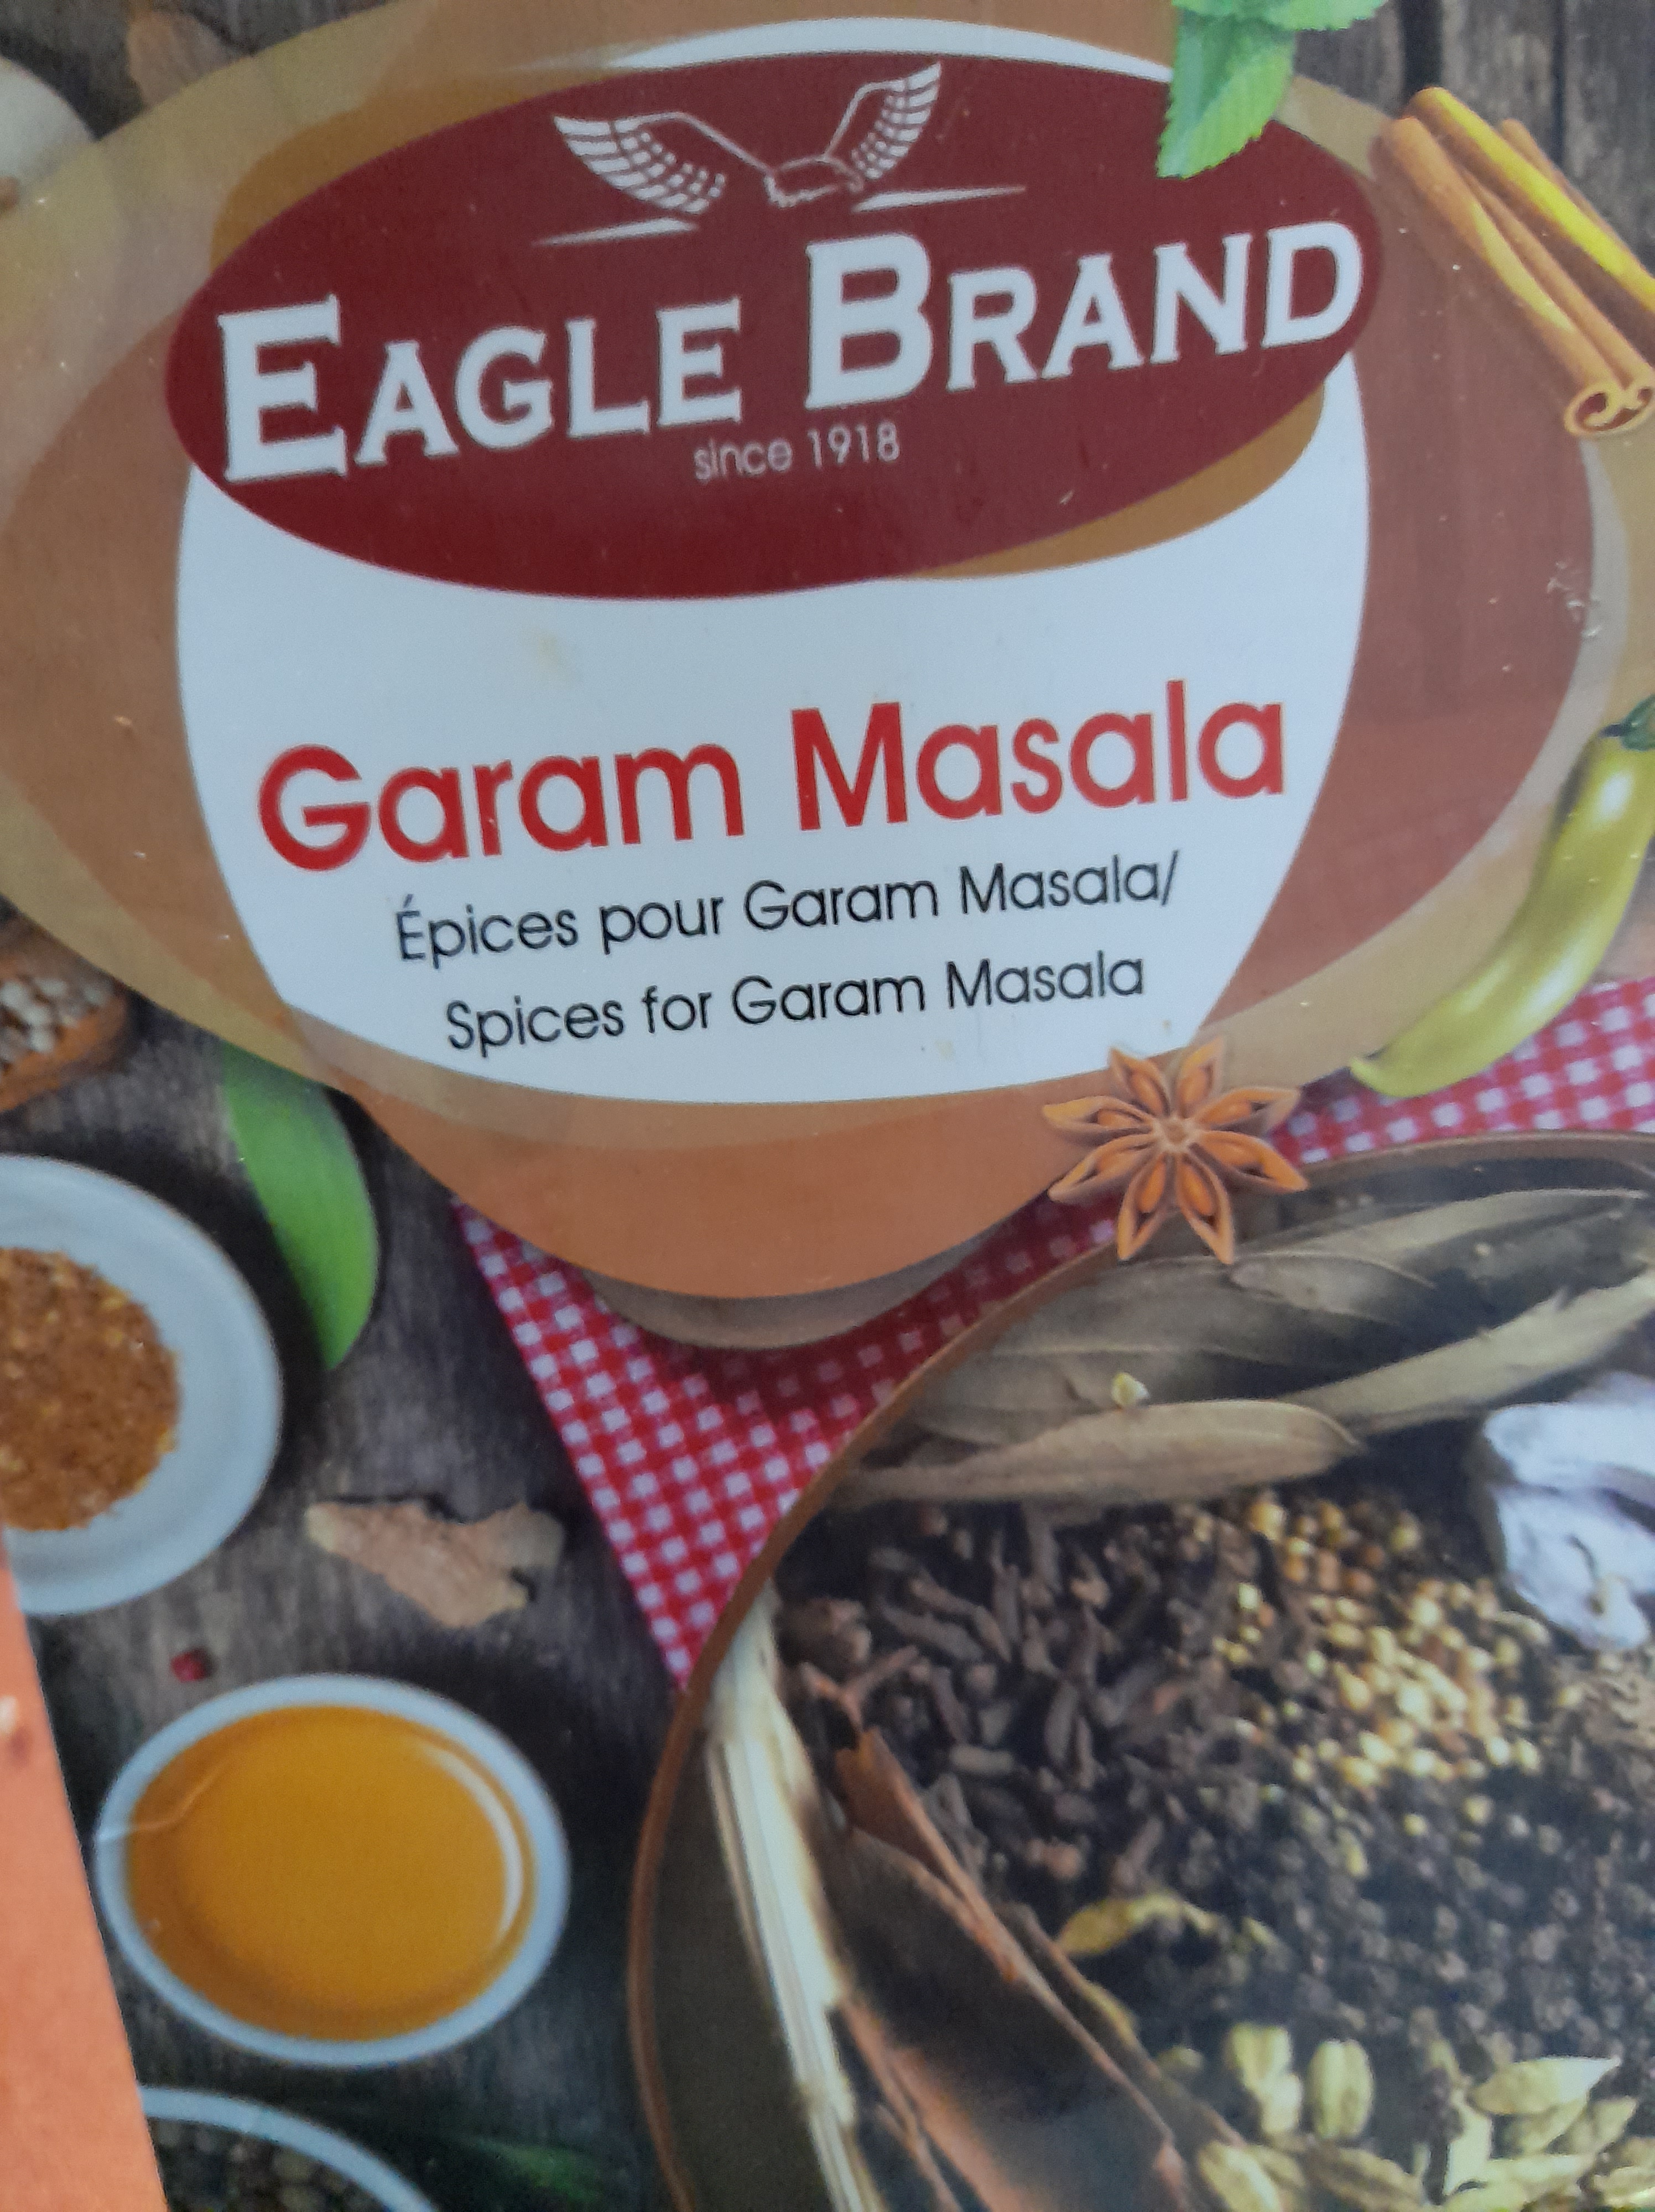 EAGLE BRAND
since 1918
Garam Masala
Épices pour Garam Masala/
Spices for Garam Masala